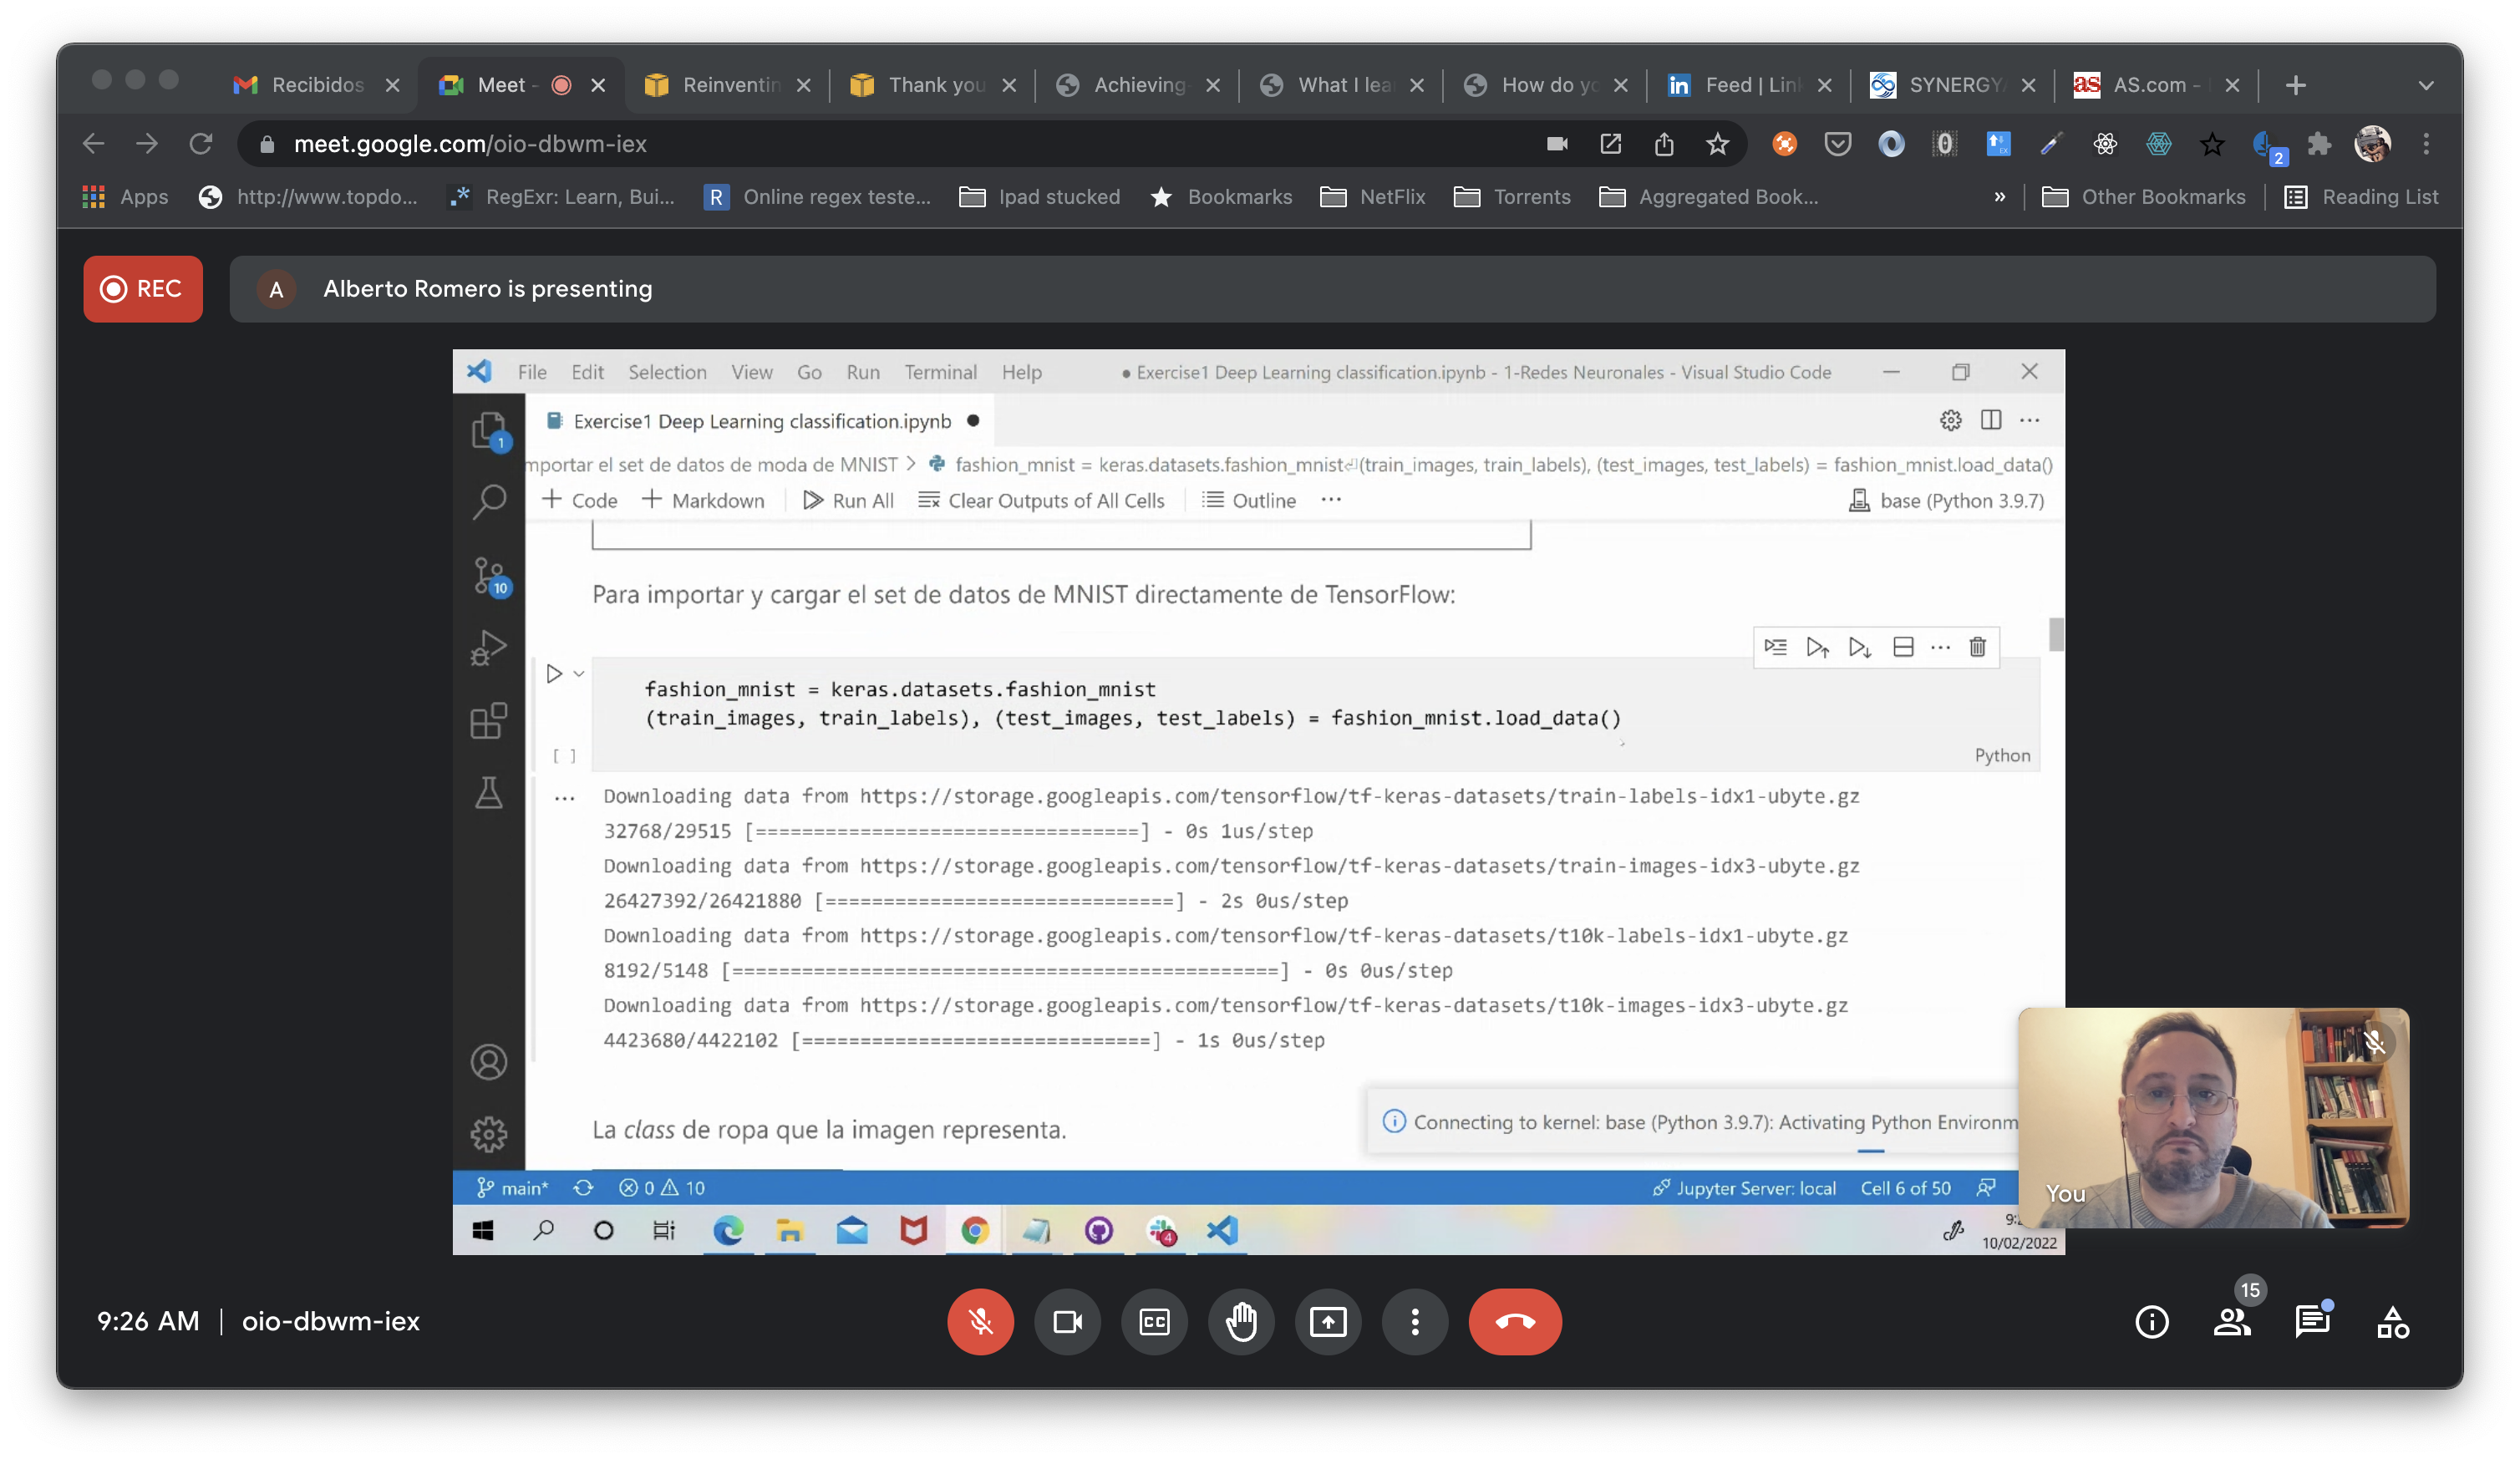 Recibidos
Meet -
Reinventin
Thank you
Achieving
What I lea
How do yo
in Feed | Link
SYNERGY/
as AS.com -
meet.google.com/oio-dbwm-iex
2
Apps
http://www.topdo...
RegExr: Learn, Bui...
R Online regex teste...
Ipad stucked
Bookmarks
NetFlix
Torrents
Aggregated Book...
»
Other Bookmarks
Reading List
REC
A Alberto Romero is presenting
File Edit Selection View Go Run Terminal Help
● Exercise1 Deep Learning classification.ipynb - 1-Redes Neuronales - Visual Studio Code
1
Exercise1 Deep Learning classification.ipynb ●
mportar el set de datos de moda de MNIST > fashion_mnist = keras.datasets.fashion_mnist⏎(train_images, train_labels), (test_images, test_labels) = fashion_mnist.load_data()
+ Code + Markdown Run All Clear Outputs of All Cells Outline ... base (Python 3.9.7)
10
Para importar y cargar el set de datos de MNIST directamente de TensorFlow:
fashion_mnist = keras.datasets.fashion_mnist
(train_images, train_labels), (test_images, test_labels) = fashion_mnist.load_data()
[ ]
Python
... Downloading data from https://storage.googleapis.com/tensorflow/tf-keras-datasets/train-labels-idx1-ubyte.gz
32768/29515 [=================================] - 0s 1us/step
Downloading data from https://storage.googleapis.com/tensorflow/tf-keras-datasets/train-images-idx3-ubyte.gz
26427392/26421880 [==============================] - 2s 0us/step
Downloading data from https://storage.googleapis.com/tensorflow/tf-keras-datasets/t10k-labels-idx1-ubyte.gz
8192/5148 [===============================================] - 0s 0us/step
Downloading data from https://storage.googleapis.com/tensorflow/tf-keras-datasets/t10k-images-idx3-ubyte.gz
4423680/4422102 [==============================] - 1s 0us/step
La class de ropa que la imagen representa.
Connecting to kernel: base (Python 3.9.7): Activating Python Environm
main* 0 10
Jupyter Server: local Cell 6 of 50
4
10/02/2022
You
9:26 AM | oio-dbwm-iex
CC
15